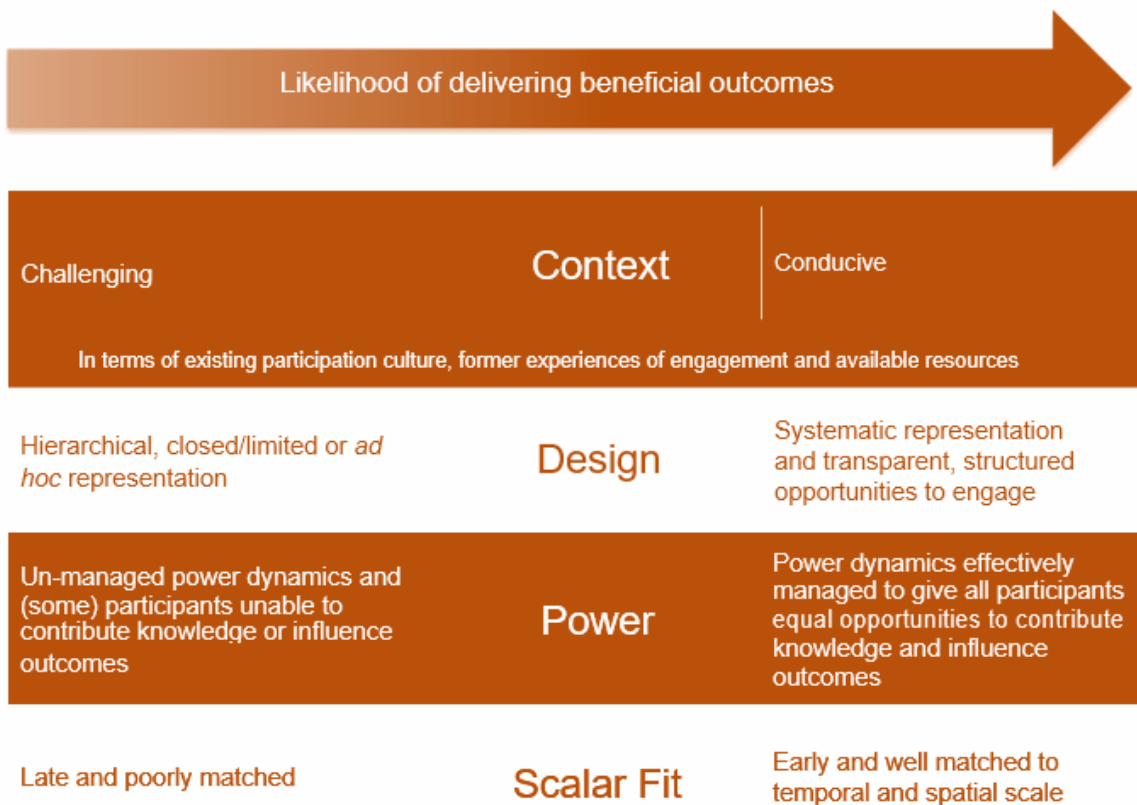 Likelihood of delivering beneficial outcomes
Challenging
Context
Conducive
In terms of existing participation culture, former experiences of engagement and available resources
Hierarchical, closed/limited or ad
hoc representation
Design
Systematic representation
and transparent, structured
opportunities to engage
Un-managed power dynamics and
(some) participants unable to
contribute knowledge or influence
outcomes
Power
Power dynamics effectively
managed to give all participants
equal opportunities to contribute
knowledge and influence
outcomes
Late and poorly matched
Scalar Fit
Early and well matched to
temporal and spatial scale